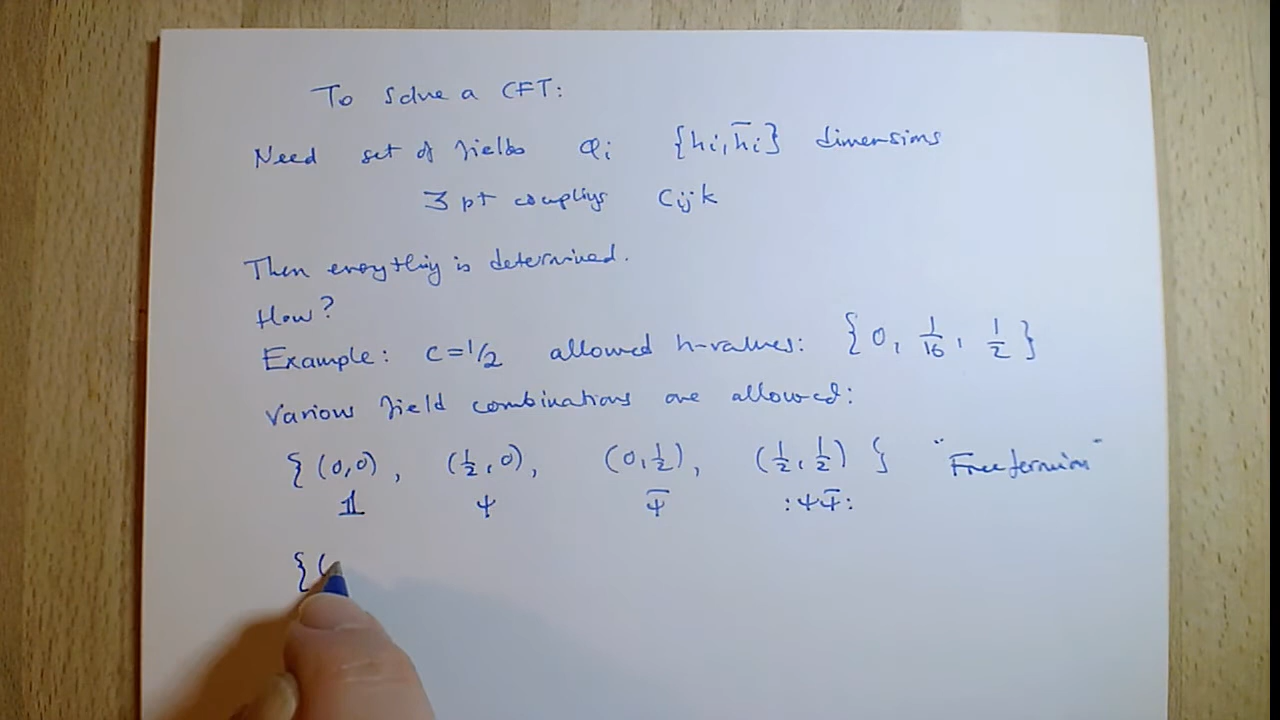 To solve a CFT:
Need set of fields φi {hi, h̄i} dimensions
3 pt couplings Cijk
Then everything is determined.
How?
Example: c=1/2 allowed h-values: {0, 1/16, 1/2}
Various field combinations are allowed:
{(0,0), (1/2,0), (0,1/2), (1/2,1/2)} "Free fermion"
𝟙 ψ ψ̄ :ψψ̄:
{(